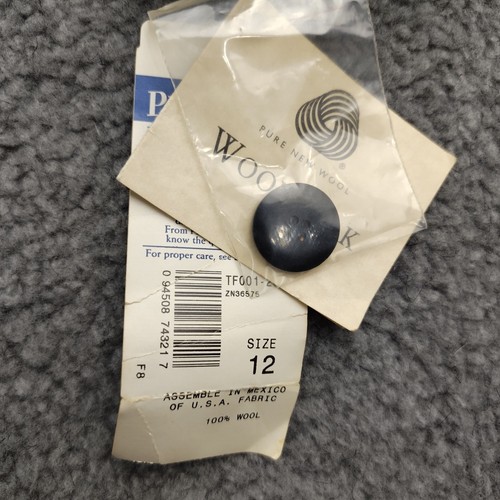 P
PURE NEW WOOL
®
WOO K
From
know the
For proper care, see
TF001-2
ZN36575
0 94508 74321 7
F8
SIZE
12
ASSEMBLE IN MEXICO
OF U.S.A. FABRIC
100% WOOL